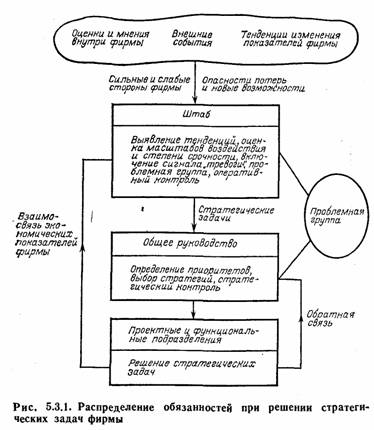 Оценки и мнения
внутри фирмы
Внешние
события
Тенденции изменения
показателей фирмы
Сильные и слабые
стороны фирмы
Опасности потерь
и новые возможности
Штаб
Выявление тенденций, оцен-
ка масштабов воздействия
и степени срочности, вклю-
чение сигнала „тревоги“, про-
блемная группа, оператив-
ный контроль
Проблемная
группа
Взаимо-
связь эко-
номических
показателей
фирмы
Стратегические
задачи
Общее руководство
Определение приоритетов,
выбор стратегий, страте-
гический контроль
Проектные и функциональ-
ные подразделения
Обратная
связь
Решение стратегических
задач
Рис. 5.3.1. Распределение обязанностей при решении стратеги-
ческих задач фирмы